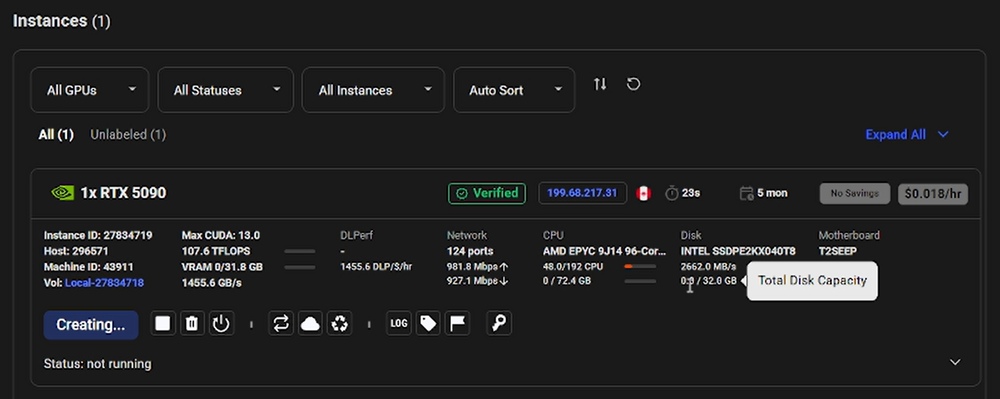 Instances (1)
All GPUs
All Statuses
All Instances
Auto Sort
All (1)
Unlabeled (1)
Expand All
1x RTX 5090
Verified
199.68.217.31
23s
5 mon
No Savings
$0.018/hr
Instance ID: 27834719
Host: 296571
Machine ID: 43911
Vol: Local-27834718
Max CUDA: 13.0
107.6 TFLOPS
VRAM 0/31.8 GB
1455.6 GB/s
DLPerf
-
1455.6 DLP/$/hr
Network
124 ports
981.8 Mbps↑
927.1 Mbps↓
CPU
AMD EPYC 9J14 96-Cor...
48.0/192 CPU
0 / 72.4 GB
Disk
INTEL SSDPE2KX040T8
2662.0 MB/s
/ 32.0 GB
Total Disk Capacity
Motherboard
T2SEEP
Creating...
LOG
Status: not running